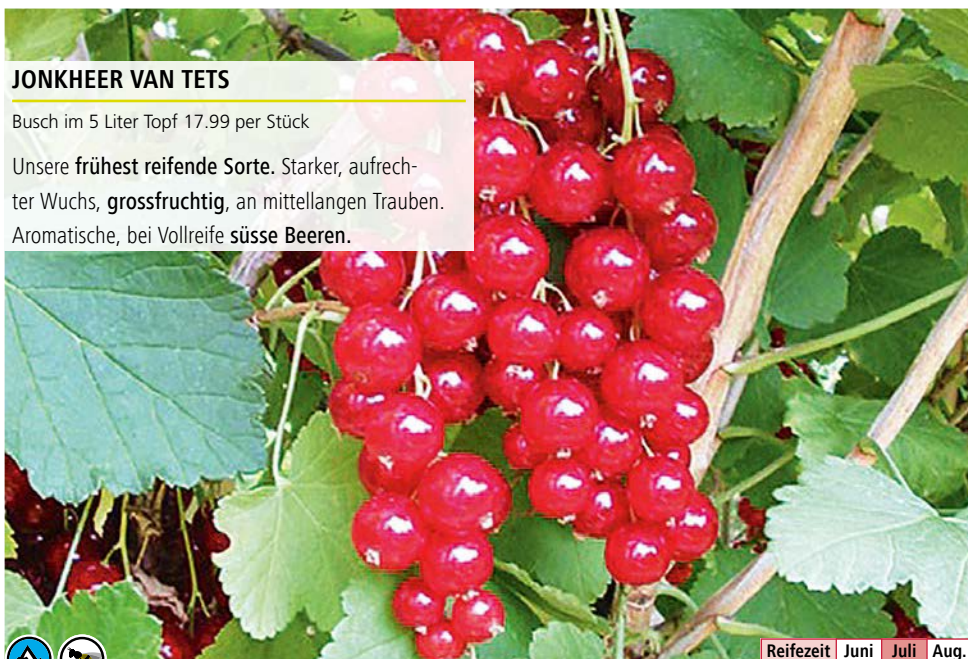 JONKHEER VAN TETS
Busch im 5 Liter Topf 17.99 per Stück
Unsere frühest reifende Sorte. Starker, aufrech-
ter Wuchs, grossfruchtig, an mittellangen Trauben.
Aromatische, bei Vollreife süsse Beeren.
Reifezeit Juni Juli Aug.